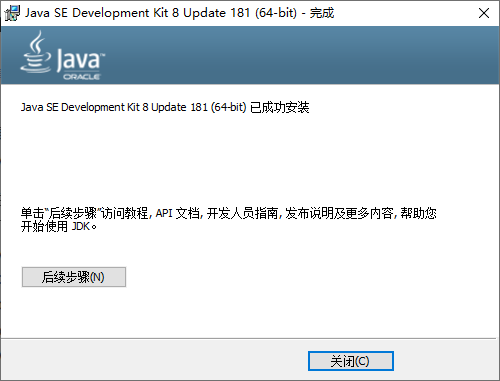 Java SE Development Kit 8 Update 181 (64-bit) - 完成
Java™
ORACLE
Java SE Development Kit 8 Update 181 (64-bit) 已成功安装
单击“后续步骤”访问教程, API 文档, 开发人员指南, 发布说明及更多内容, 帮助您
开始使用 JDK。
后续步骤(N)
关闭(C)